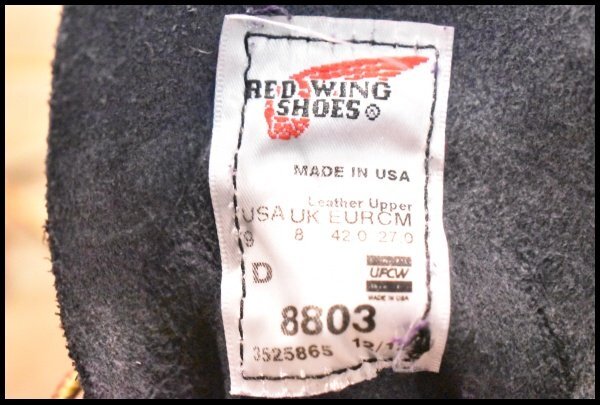 RED WING
SHOES®
MADE IN USA
Leather Upper
USA UK EUR CM
9 8 42.0 27.0
D
UFCW
MADE IN USA
8803
3525865